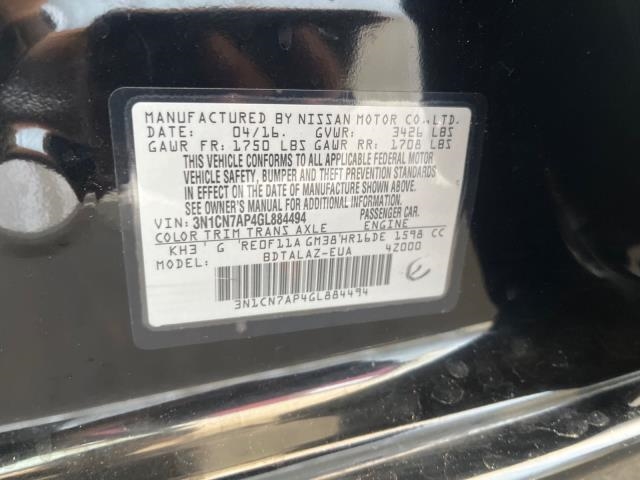 MANUFACTURED BY NISSAN MOTOR CO.,LTD.
DATE: 04/16. GVWR: 3426 LBS
GAWR FR: 1750 LBS GAWR RR: 1708 LBS
THIS VEHICLE CONFORMS TO ALL APPLICABLE FEDERAL MOTOR
VEHICLE SAFETY, BUMPER AND THEFT PREVENTION STANDARDS
IN EFFECT ON THE DATE OF MANUFACTURE SHOWN ABOVE.
SEE OWNER'S MANUAL FOR ADDITIONAL INFORMATION.
VIN: 3N1CN7AP4GL884494 PASSENGER CAR.
COLOR TRIM TRANS AXLE ENGINE
KH3 ' G 'REOF11A GM38'HR16DE 1598 CC
MODEL: BDTALAZ-EUA 4Z000
3N1CN7AP4GL884494